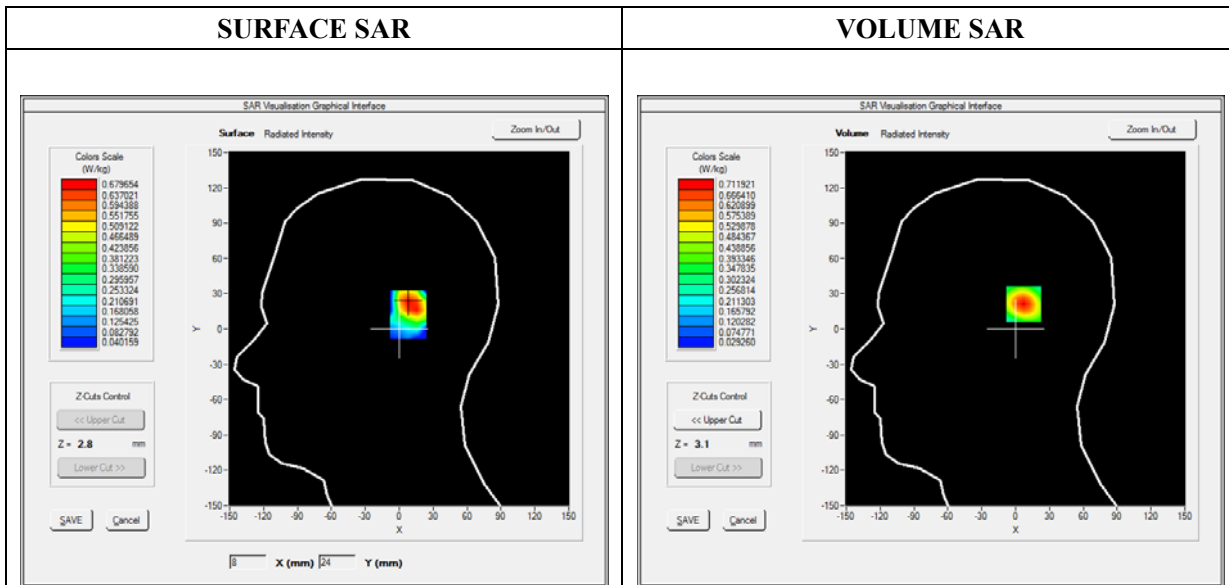 SURFACE SAR
VOLUME SAR
SAR Visualisation Graphical Interface
Surface Radiated Intensity
Zoom In/Out
Colors Scale
(W/kg)
0.679654
0.637021
0.594388
0.551755
0.509122
0.466489
0.423856
0.381223
0.338590
0.295957
0.253324
0.210691
0.168058
0.125425
0.082792
0.040159
Z-Cuts Control
<< Upper Cut
Z = 2.8 mm
Lower Cut >>
SAVE Cancel
150
120
90
60
30
0
-30
-60
-90
-120
-150
Y
-150 -120 -90 -60 -30 0 30 60 90 120 150
X
8 X (mm) 24 Y (mm)
SAR Visualisation Graphical Interface
Volume Radiated Intensity
Zoom In/Out
Colors Scale
(W/kg)
0.711921
0.666410
0.620899
0.575389
0.529878
0.484367
0.438856
0.393346
0.347835
0.302324
0.256814
0.211303
0.165792
0.120282
0.074771
0.029260
Z-Cuts Control
<< Upper Cut
Z = 3.1 mm
Lower Cut >>
SAVE Cancel
150
120
90
60
30
0
-30
-60
-90
-120
-150
Y
-150 -120 -90 -60 -30 0 30 60 90 120 150
X